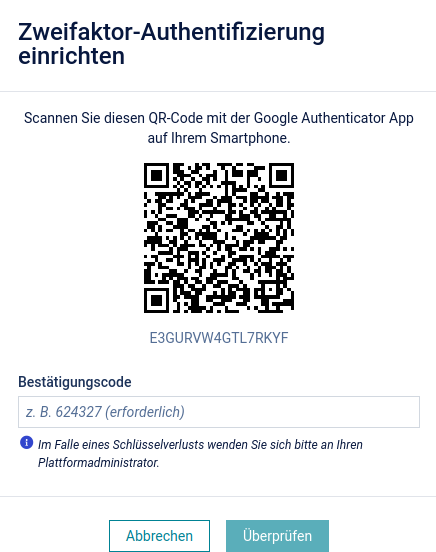 Zweifaktor-Authentifizierung
einrichten
Scannen Sie diesen QR-Code mit der Google Authenticator App
auf Ihrem Smartphone.
E3GURVW4GTL7RKYF
Bestätigungscode
z. B. 624327 (erforderlich)
Im Falle eines Schlüsselverlusts wenden Sie sich bitte an Ihren
Plattformadministrator.
Abbrechen Überprüfen